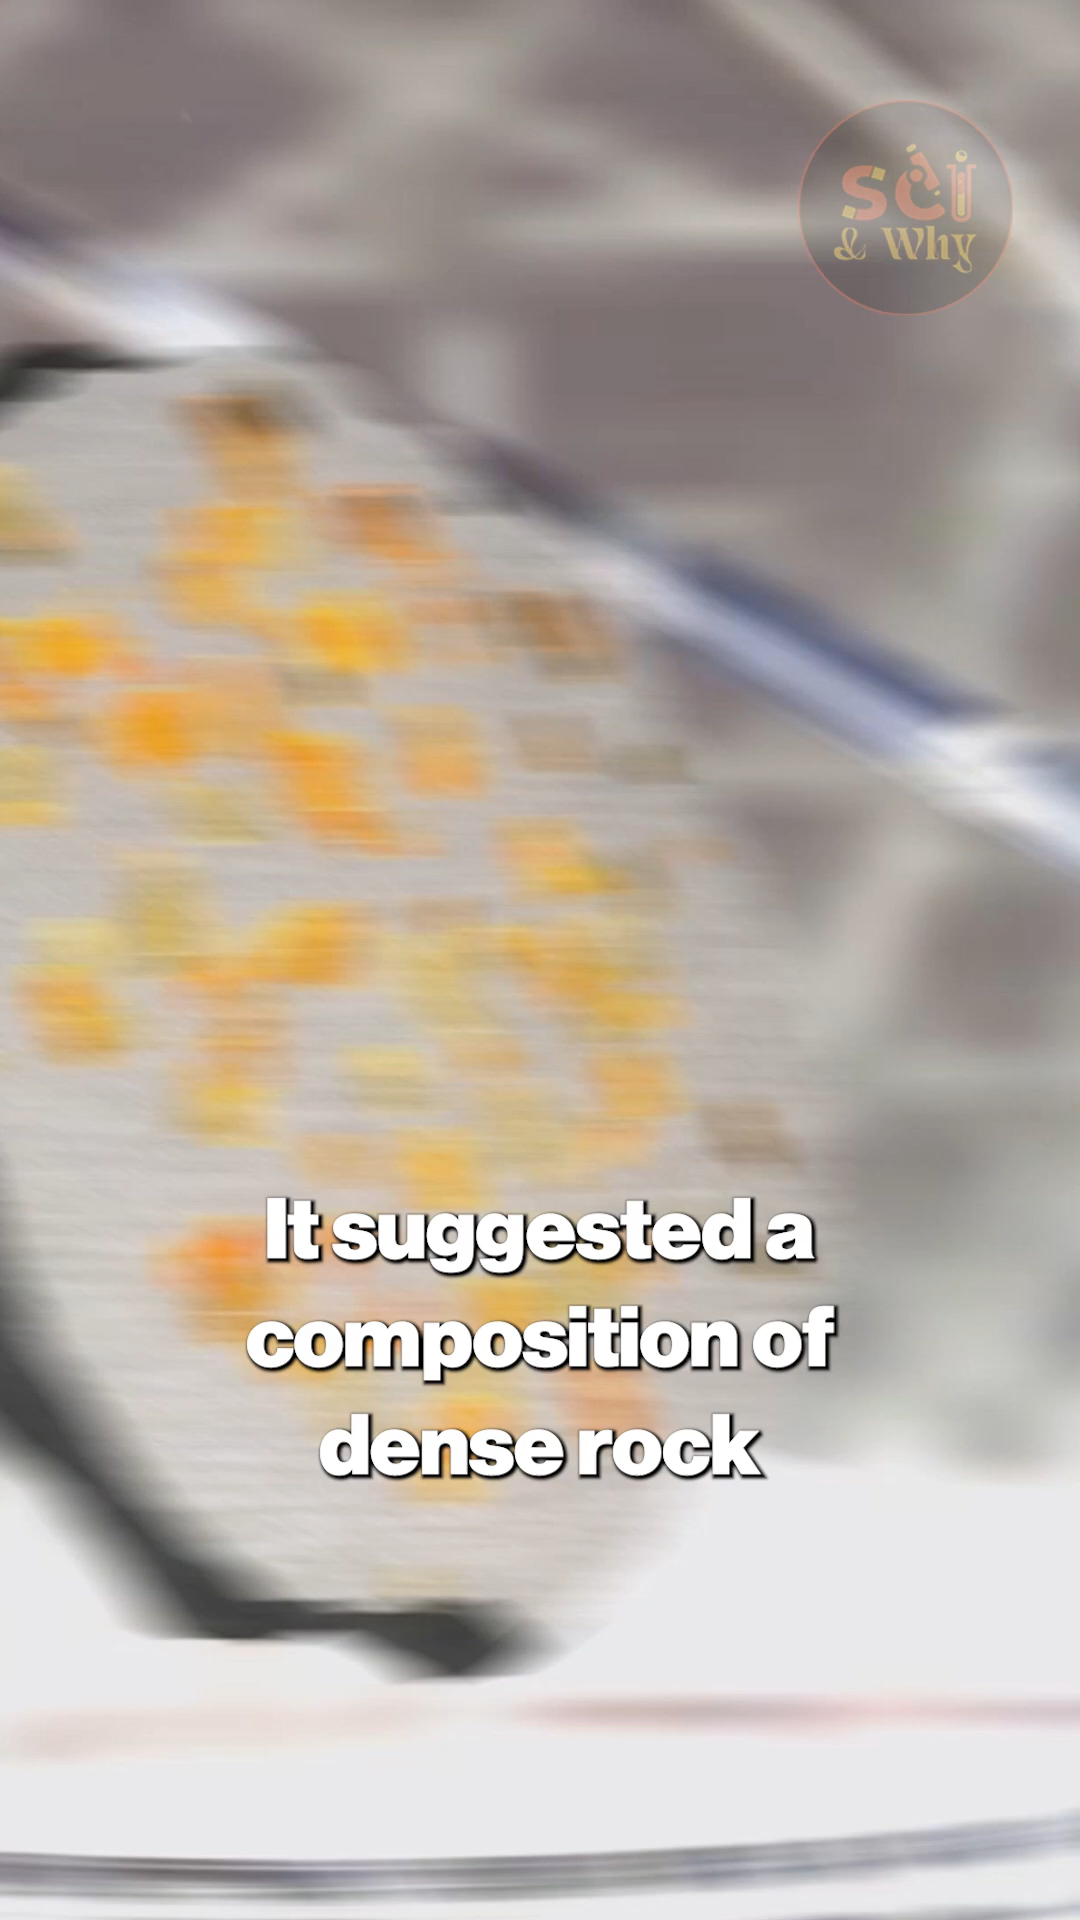 sci
& Why
It suggested a
composition of
dense rock